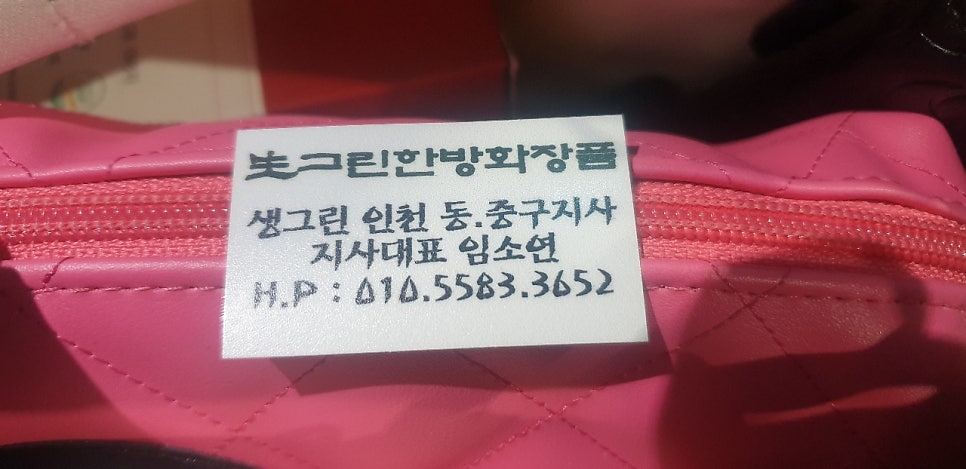 生그린한방화장품
생그린 인천 동.중구지사
지사대표 임소연
H.P : 010.5583.3652